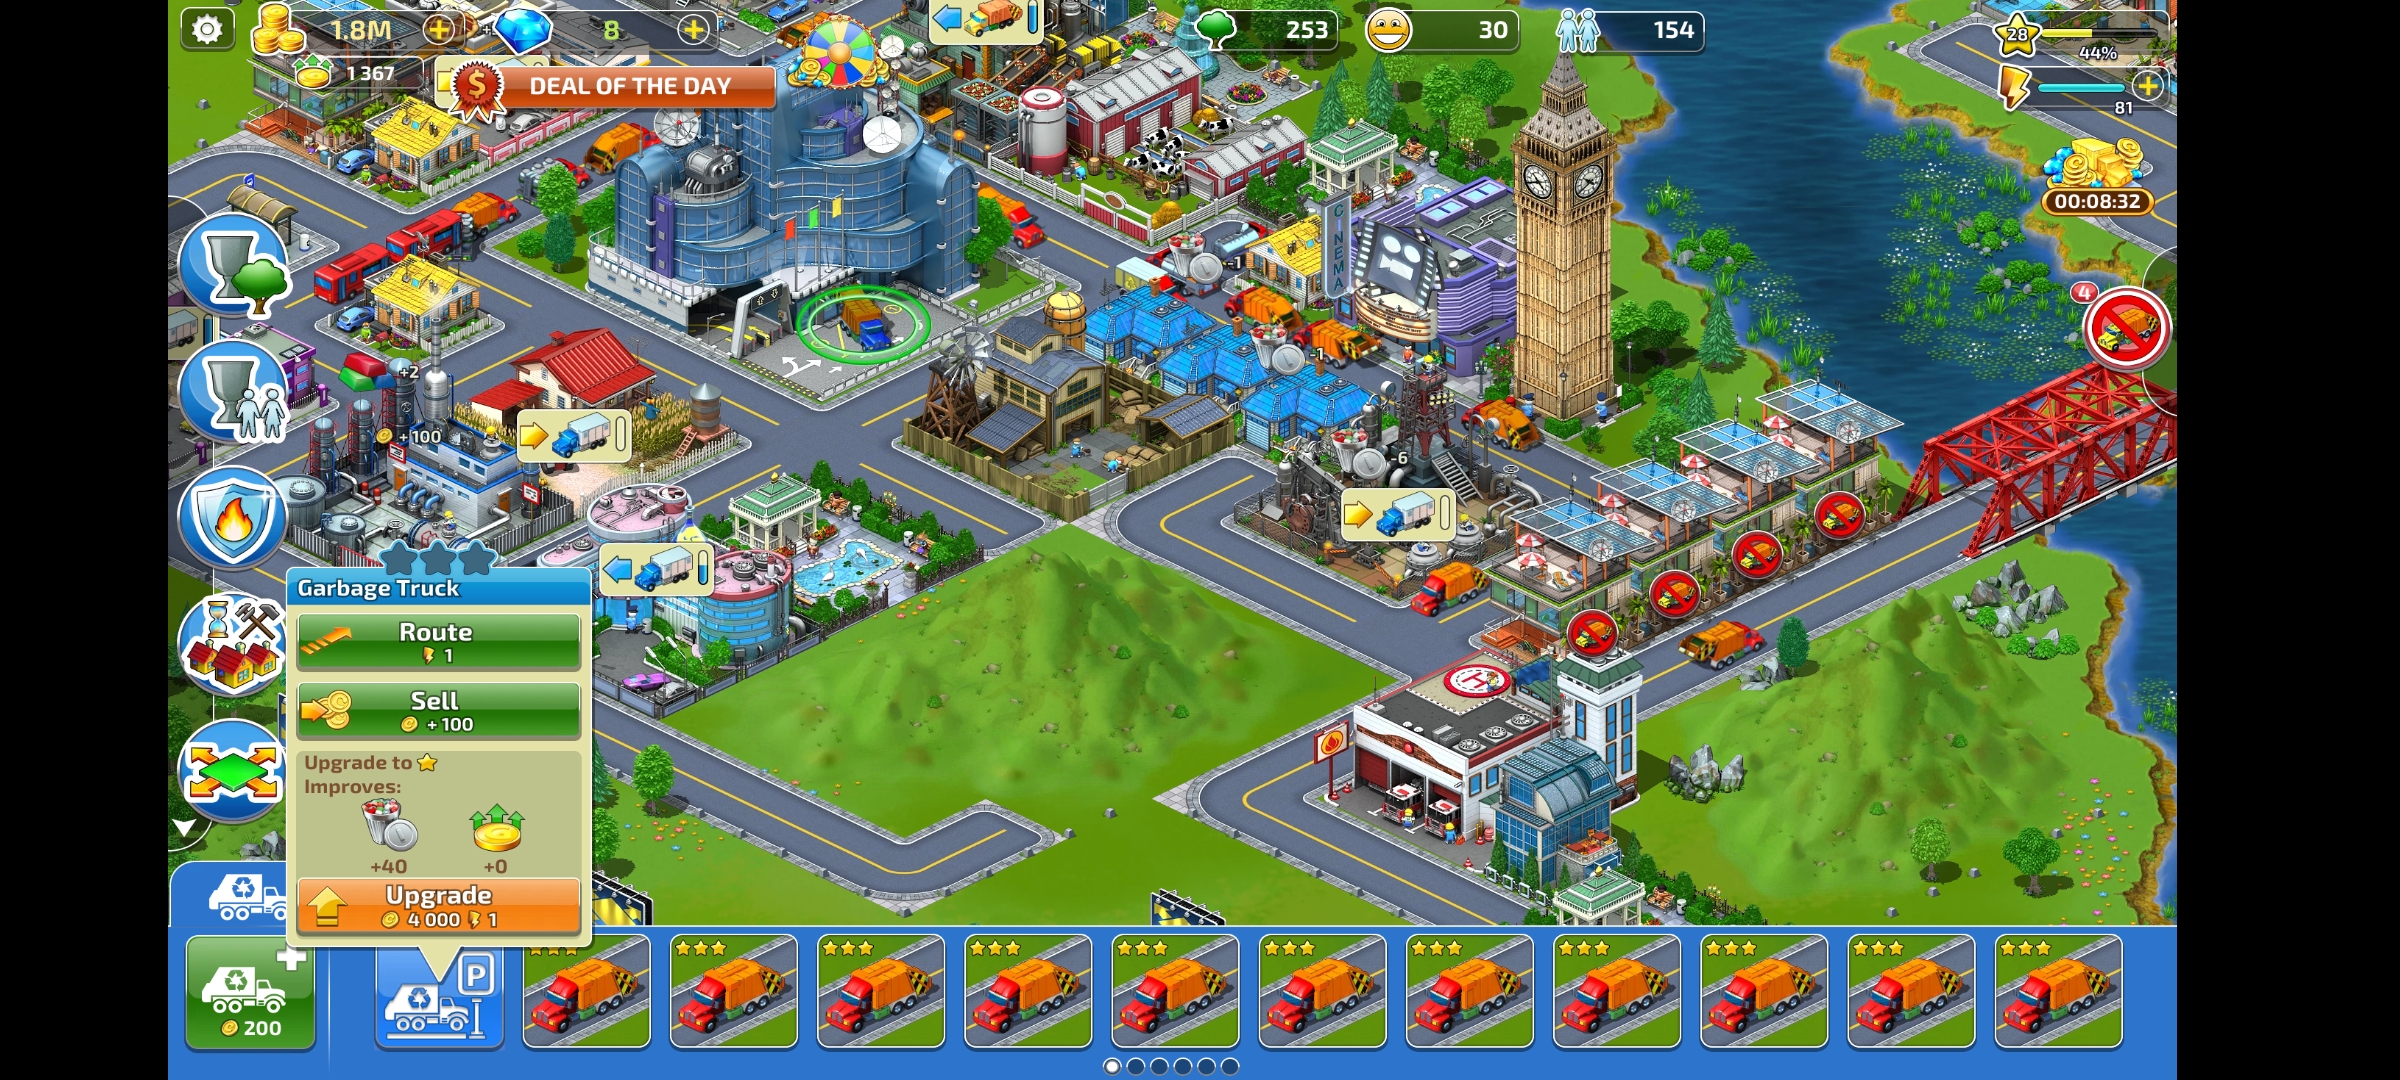 1.8M
8
253
30
154
28
44%
1 367
DEAL OF THE DAY
81
00:08:32
CINEMA
-1
4
-1
+2
+100
-6
Garbage Truck
Route
1
Sell
+100
Upgrade to
Improves:
+40
+0
Upgrade
4 000 1
P
200
H